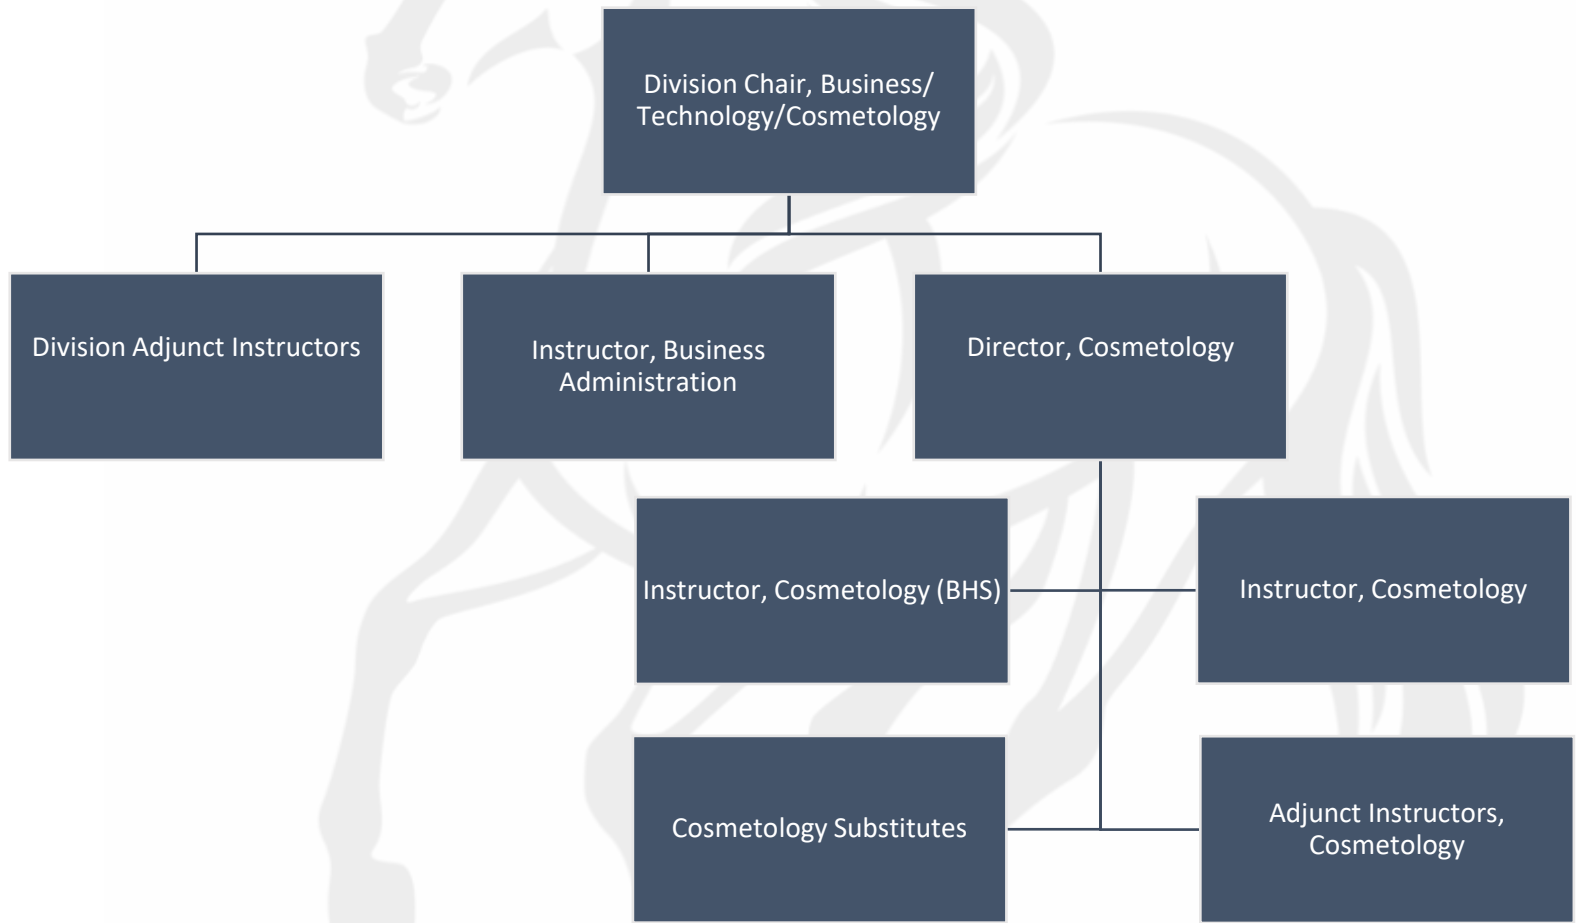 Division Chair, Business/
Technology/Cosmetology
Division Adjunct Instructors
Instructor, Business
Administration
Director, Cosmetology
Instructor, Cosmetology (BHS)
Instructor, Cosmetology
Cosmetology Substitutes
Adjunct Instructors,
Cosmetology